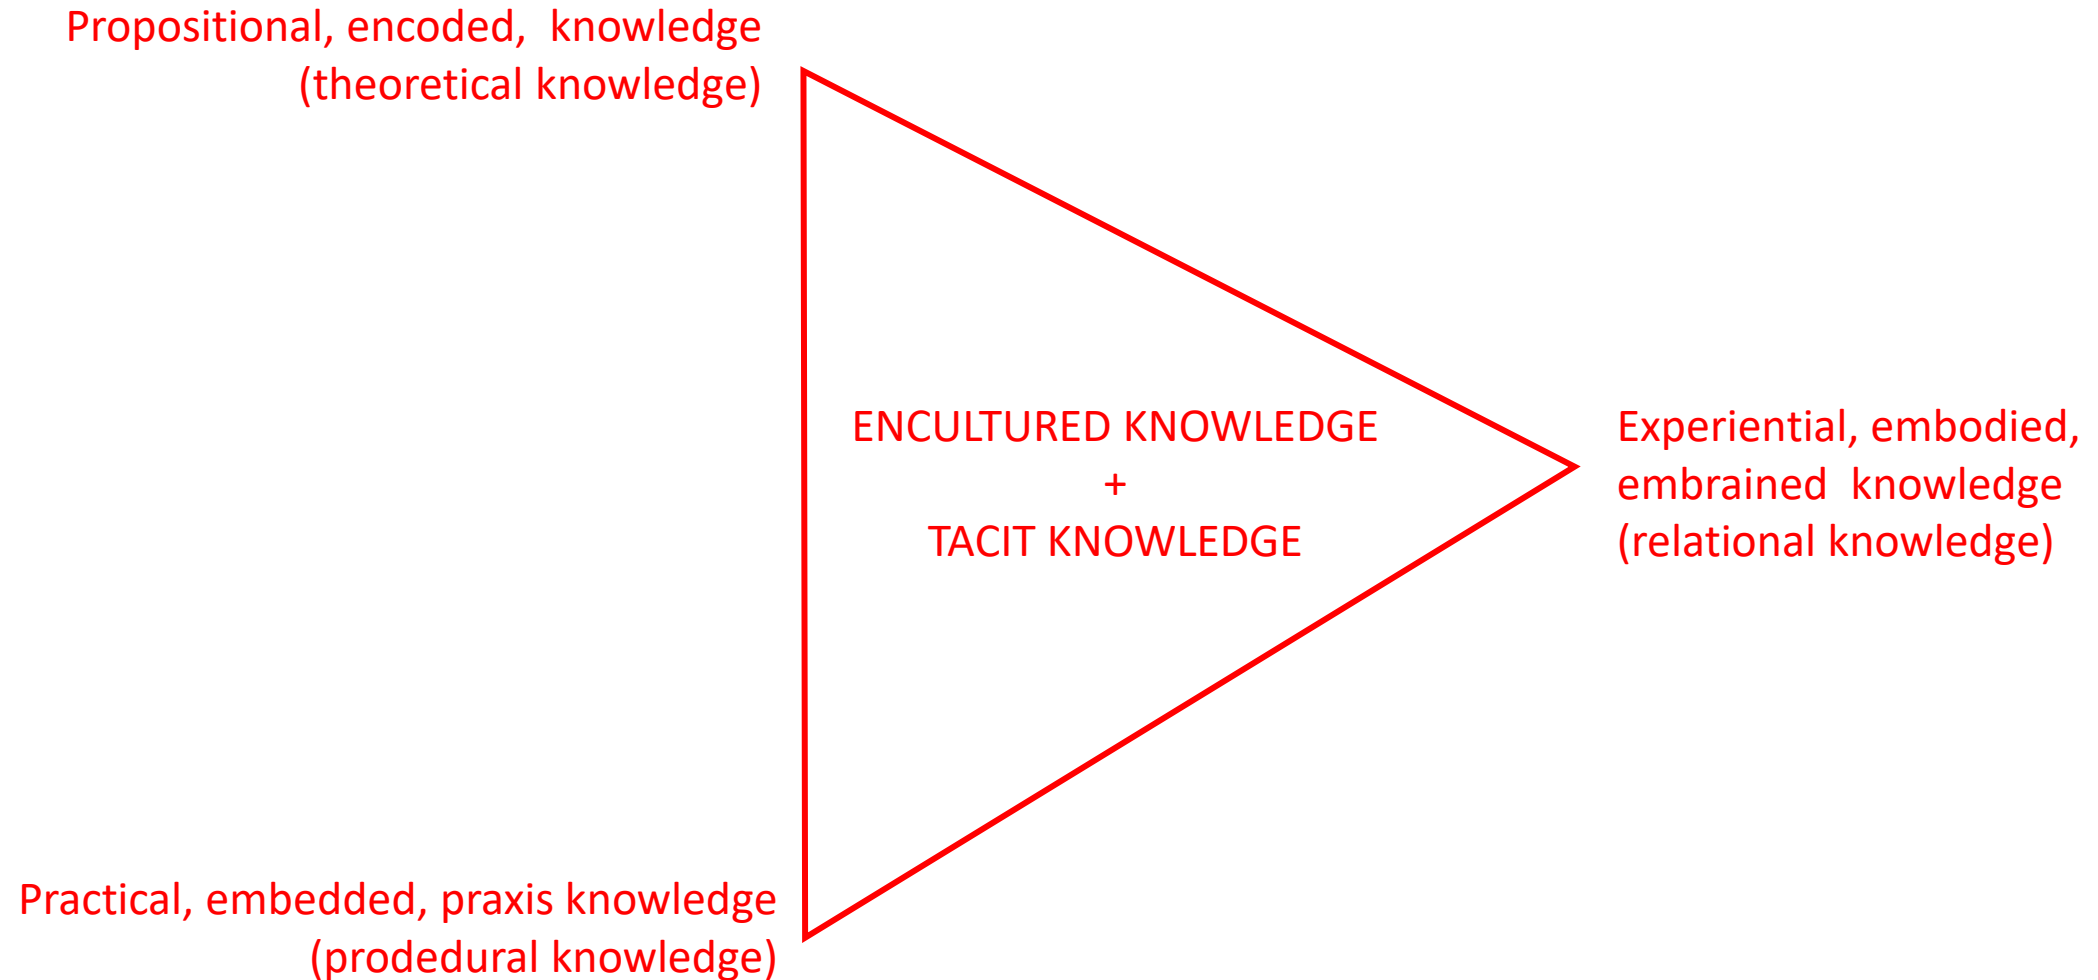 Propositional, encoded,  knowledge
(theoretical knowledge)
ENCULTURED KNOWLEDGE
+
TACIT KNOWLEDGE
Experiential, embodied,
embrained  knowledge
(relational knowledge)
Practical, embedded, praxis knowledge
(prodedural knowledge)